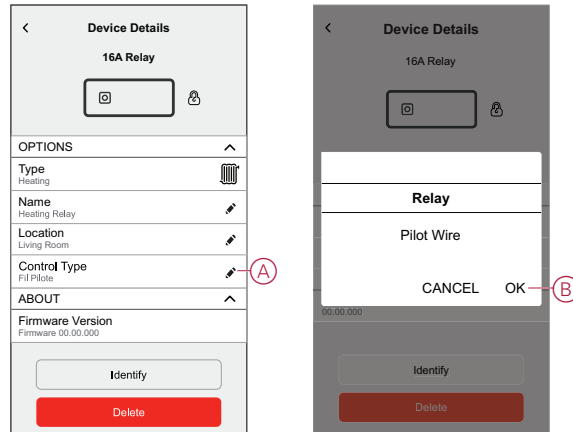 Device Details
16A Relay
OPTIONS
Type
Heating
Name
Heating Relay
Location
Living Room
Control Type
Fil Pilote
A
ABOUT
Firmware Version
Firmware 00.00.000
Identify
Delete
Device Details
16A Relay
Relay
Pilot Wire
CANCEL OK
B
00.00.000
Identify
Delete